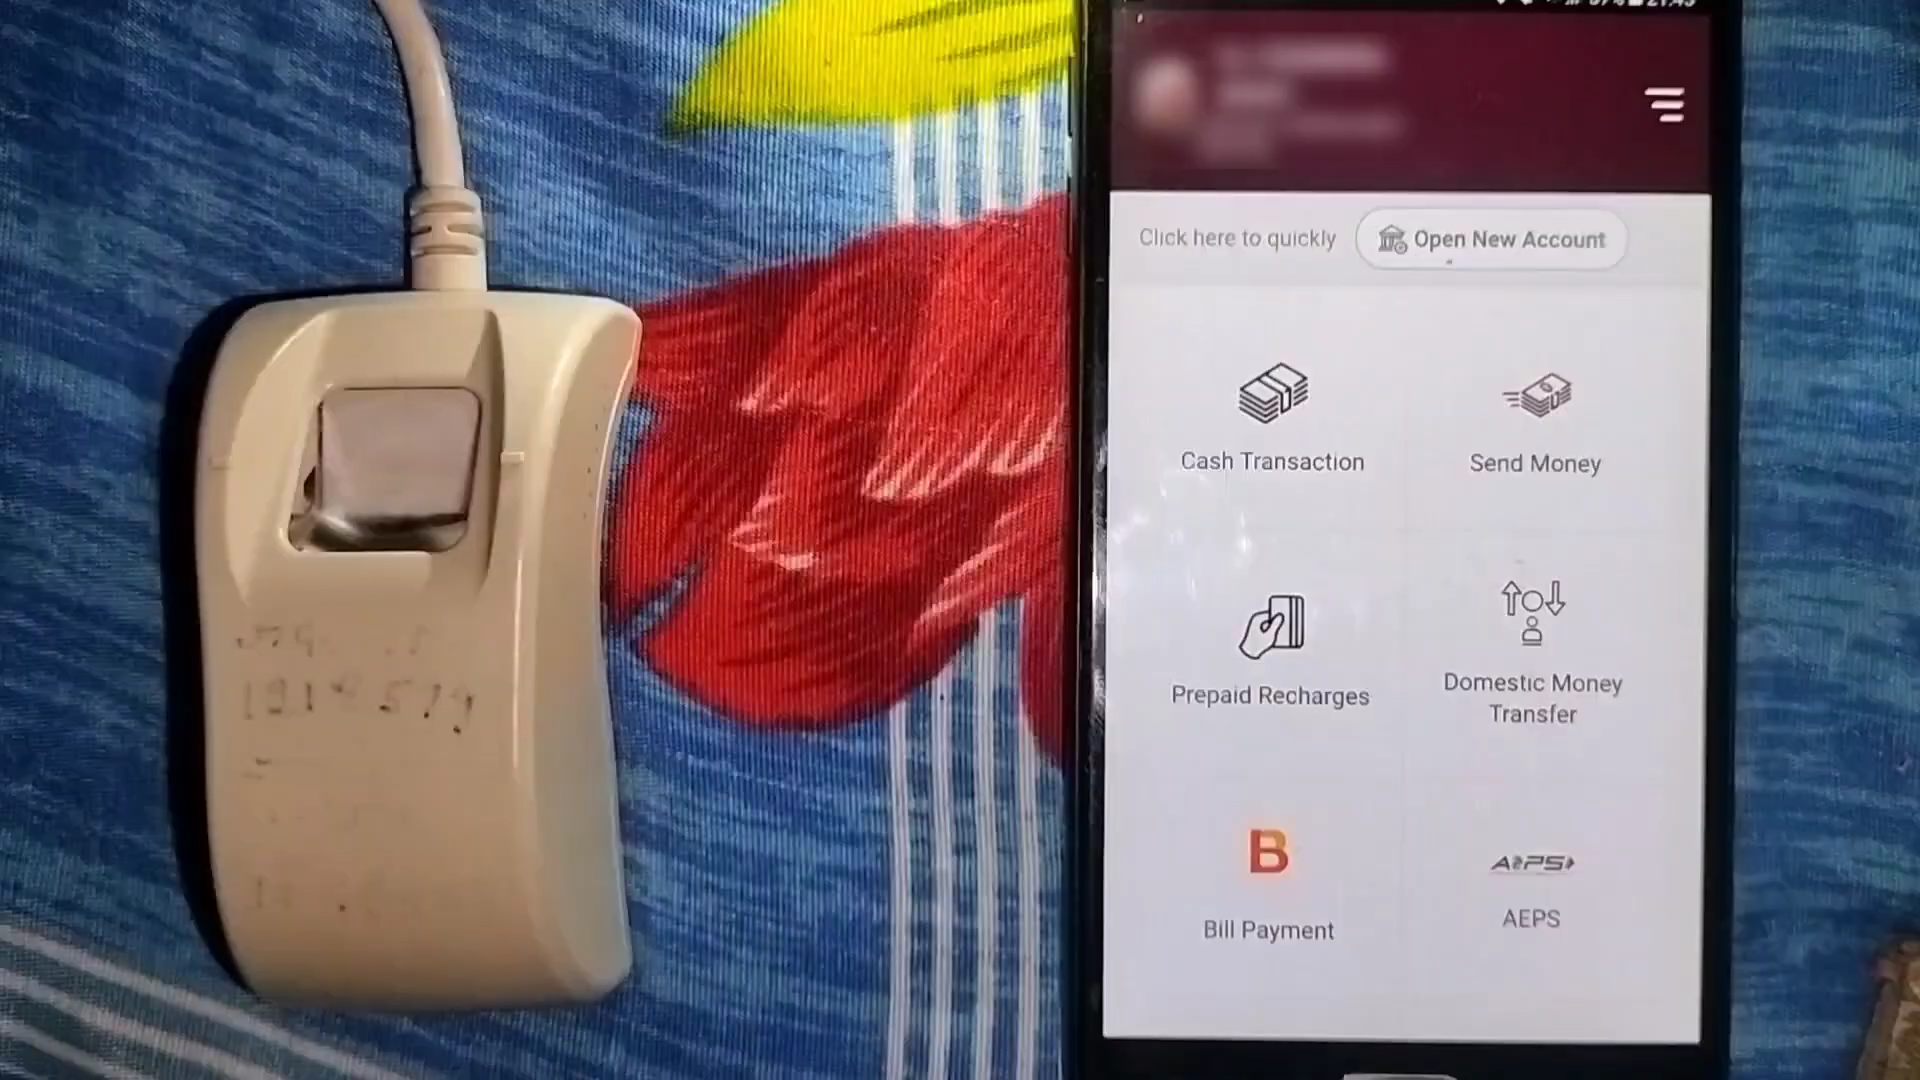 Click here to quickly
Open New Account
Cash Transaction
Send Money
Prepaid Recharges
Domestic Money
Transfer
B
Bill Payment
AEPS
AEPS